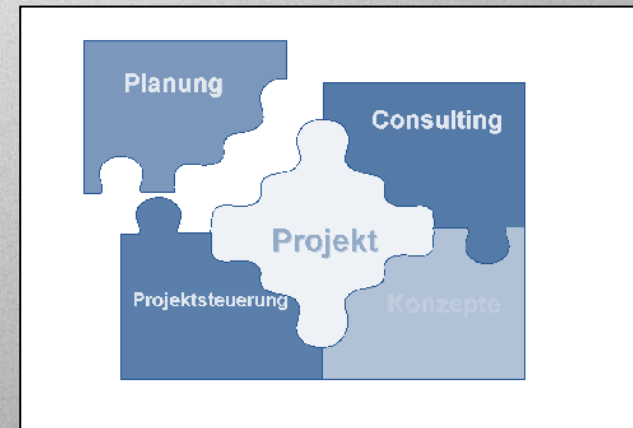 Planung
Consulting
Projekt
Projektsteuerung
Konzepte